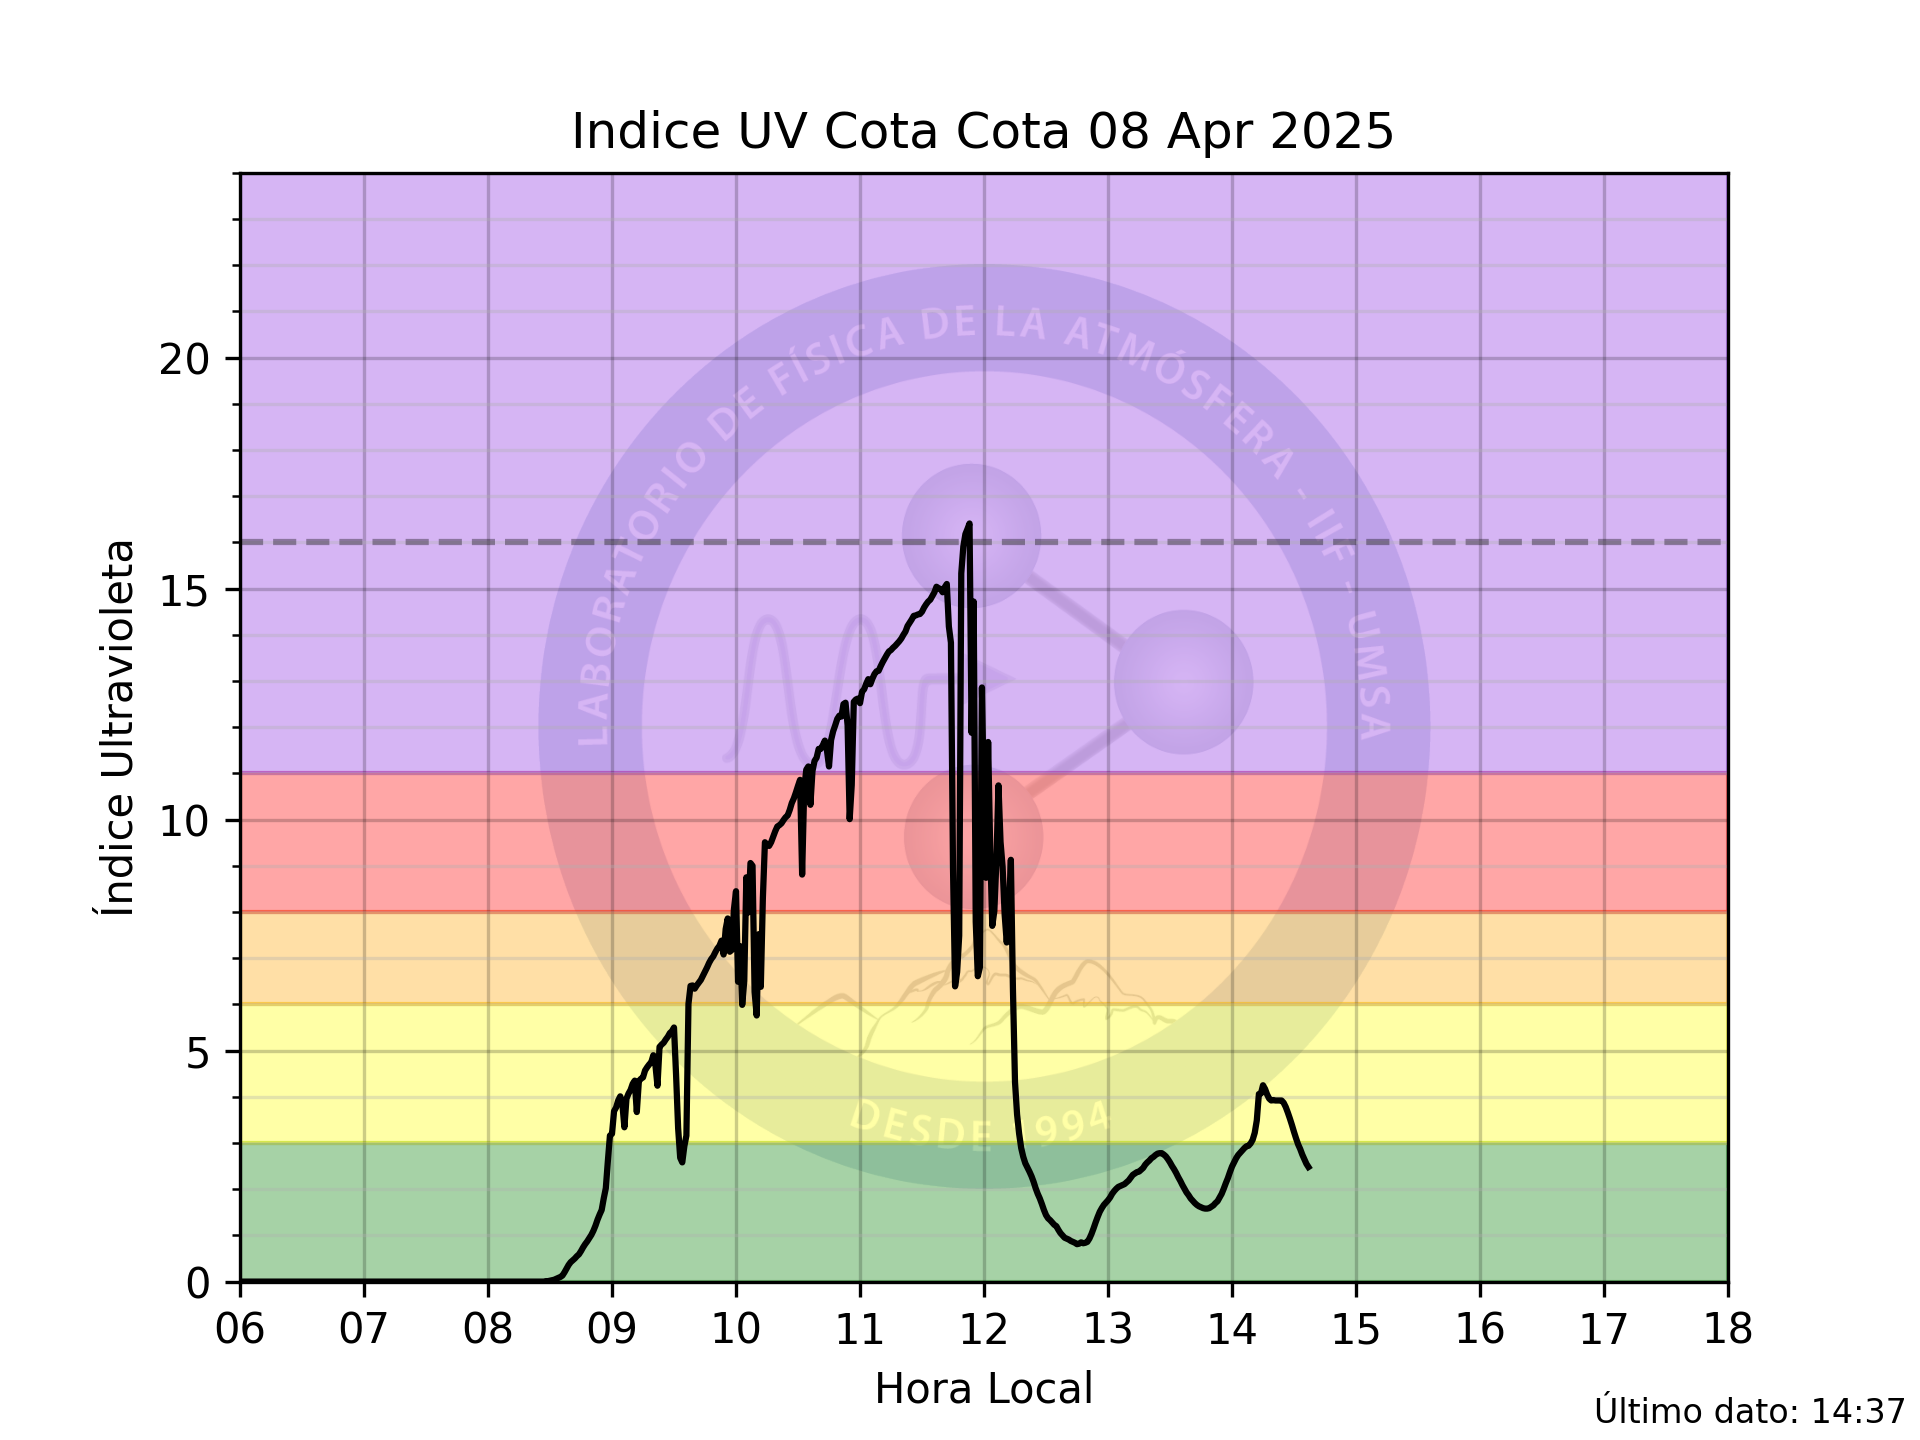 Indice UV Cota Cota 08 Apr 2025
Índice Ultravioleta
20
15
10
5
0
LABORATORIO DE FÍSICA DE LA ATMÓSFERA - IIF - UMSA
DESDE 1994
06 07 08 09 10 11 12 13 14 15 16 17 18
Hora Local
Último dato: 14:37